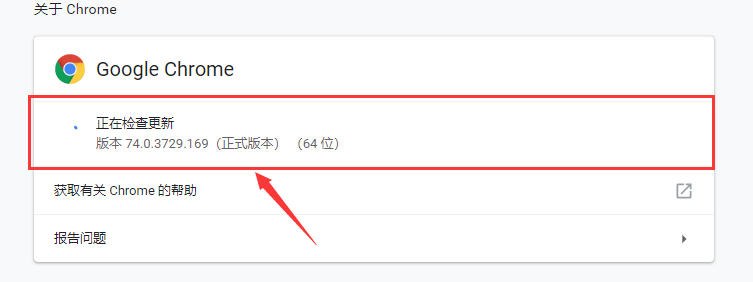 关于 Chrome
Google Chrome
正在检查更新
版本 74.0.3729.169（正式版本） （64 位）
获取有关 Chrome 的帮助
报告问题